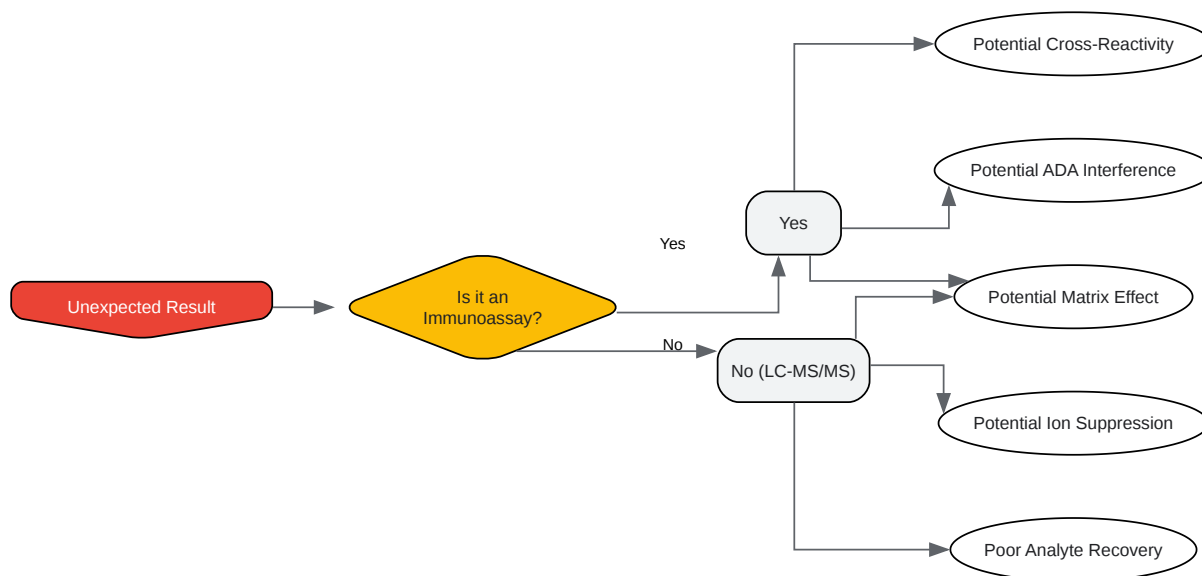 Potential Cross-Reactivity
Potential ADA Interference
Yes
Yes
Unexpected Result
Is it an
Immunoassay?
Potential Matrix Effect
No
No (LC-MS/MS)
Potential Ion Suppression
Poor Analyte Recovery